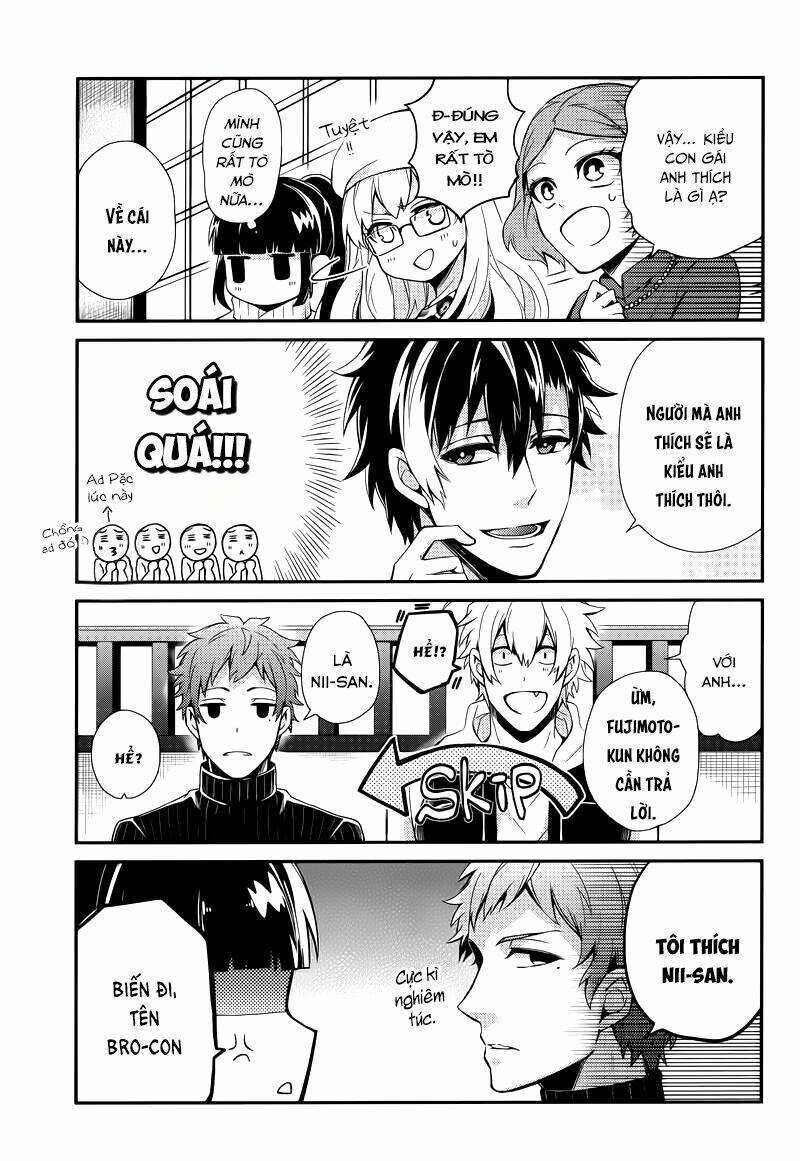 VẬY... KIỂU
CON GÁI
ANH THÍCH
LÀ GÌ Ạ?
Đ-ĐÚNG
VẬY, EM
RẤT TÒ
MÒ!!
Tuyệt
!!
MÌNH
CŨNG
RẤT TÒ
MÒ
NỮA...
VỀ CÁI
NÀY...
NGƯỜI MÀ ANH
THÍCH SẼ LÀ
KIỂU ANH
THÍCH THÔI.
SOÁI
QUÁ!!!
Ad Pặc
lúc này
Chồng
ad đó :)
VỚI
ANH...
ỪM,
FUJIMOTO-
KUN KHÔNG
CẦN TRẢ
LỜI.
HỂ!?
SKIP
LÀ
NII-SAN.
HỂ?
TÔI THÍCH
NII-SAN.
Cực kì
nghiêm
túc.
BIẾN ĐI,
TÊN
BRO-CON